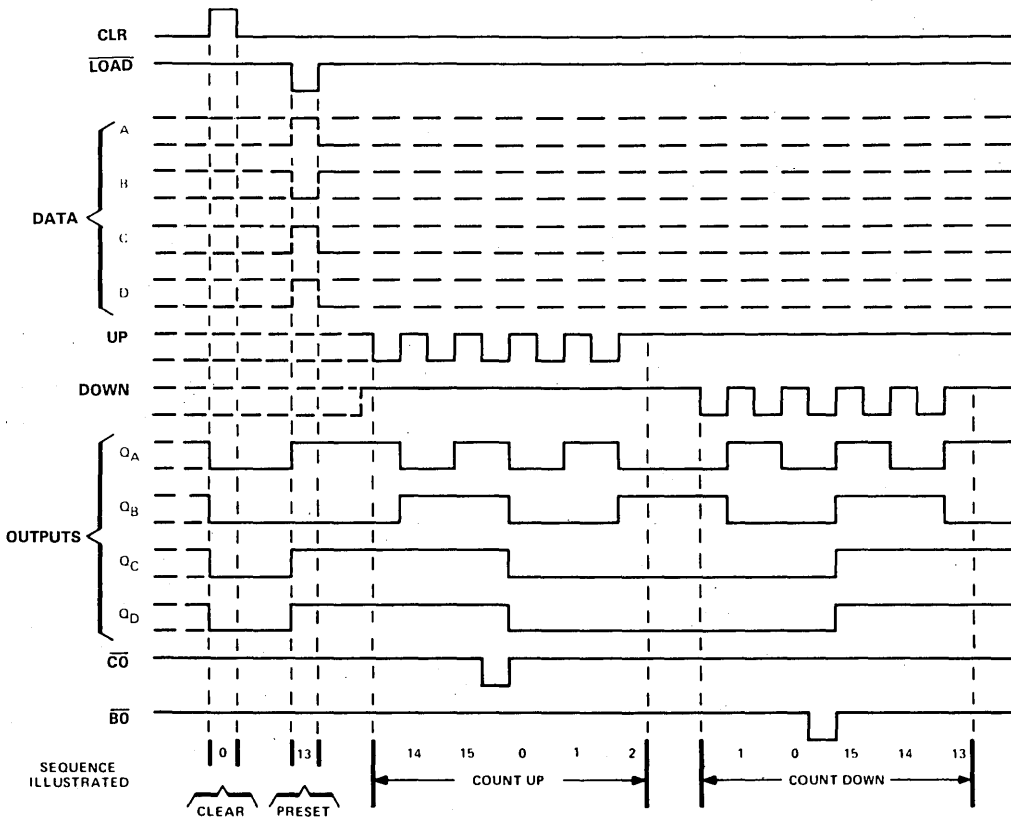 CLR
LOAD
A
B
DATA
C
D
UP
DOWN
QA
QB
OUTPUTS
QC
QD
CO
BO
SEQUENCE
ILLUSTRATED
0 13 14 15 0 1 2 1 0 15 14 13
COUNT UP COUNT DOWN
CLEAR PRESET